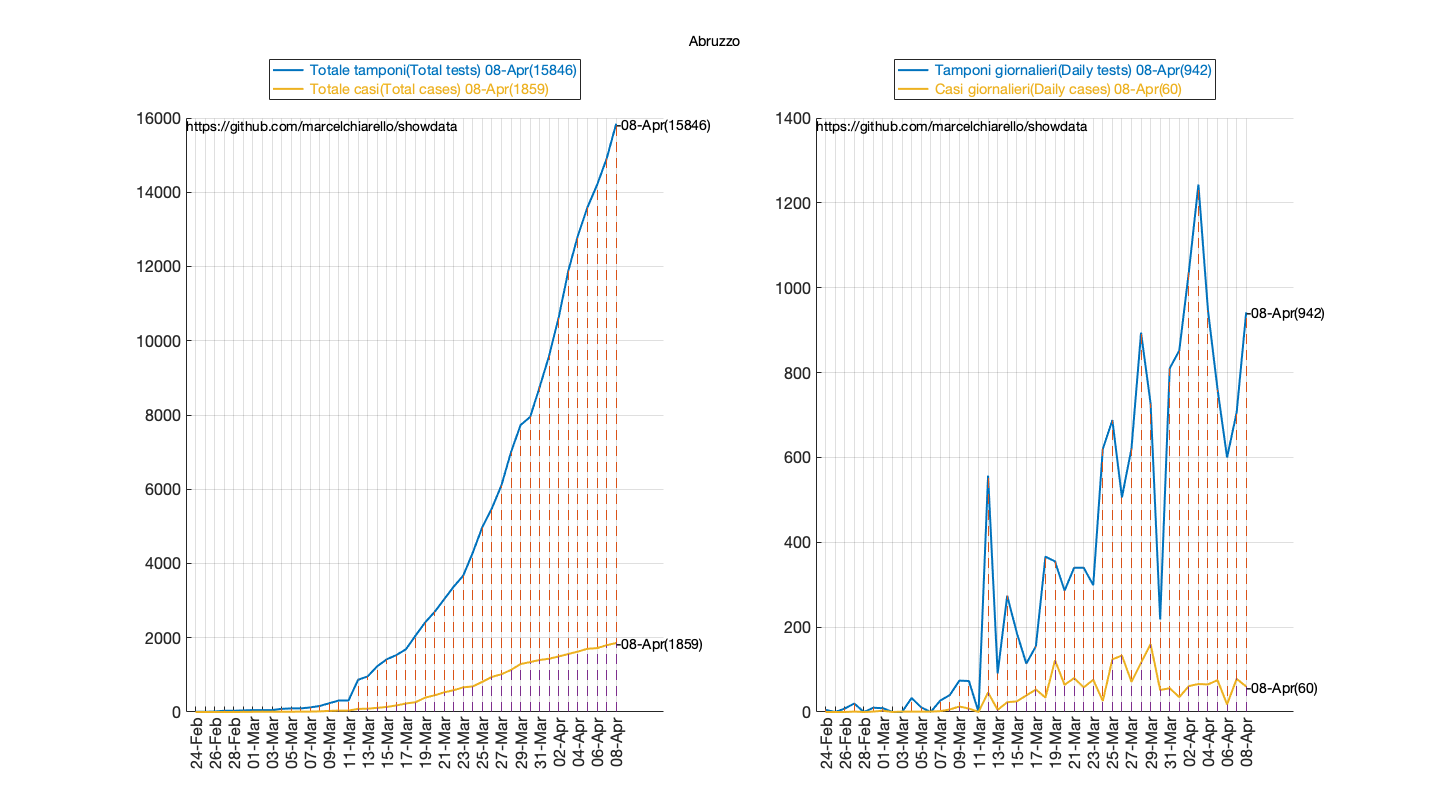 Abruzzo
Totale tamponi(Total tests) 08-Apr(15846)
Totale casi(Total cases) 08-Apr(1859)
https://github.com/marcelchiarello/showdata
08-Apr(15846)
08-Apr(1859)
16000
14000
12000
10000
8000
6000
4000
2000
0
24-Feb
26-Feb
28-Feb
01-Mar
03-Mar
05-Mar
07-Mar
09-Mar
11-Mar
13-Mar
15-Mar
17-Mar
19-Mar
21-Mar
23-Mar
25-Mar
27-Mar
29-Mar
31-Mar
02-Apr
04-Apr
06-Apr
08-Apr
Tamponi giornalieri(Daily tests) 08-Apr(942)
Casi giornalieri(Daily cases) 08-Apr(60)
https://github.com/marcelchiarello/showdata
08-Apr(942)
08-Apr(60)
1400
1200
1000
800
600
400
200
0
24-Feb
26-Feb
28-Feb
01-Mar
03-Mar
05-Mar
07-Mar
09-Mar
11-Mar
13-Mar
15-Mar
17-Mar
19-Mar
21-Mar
23-Mar
25-Mar
27-Mar
29-Mar
31-Mar
02-Apr
04-Apr
06-Apr
08-Apr